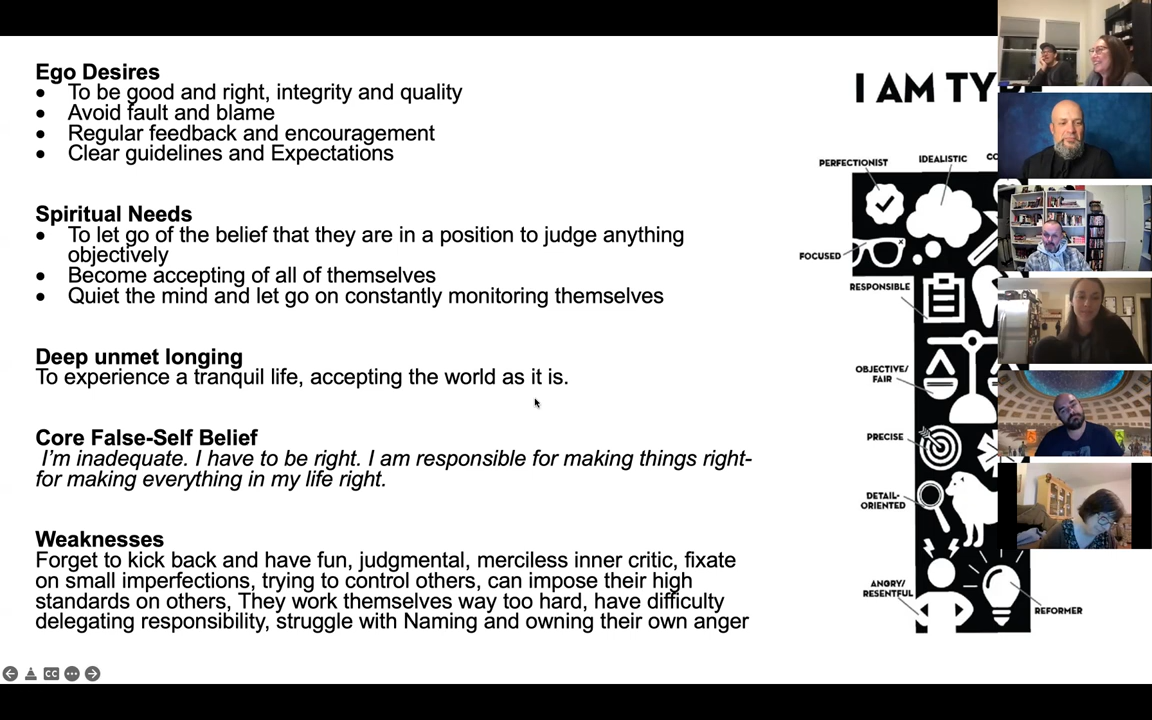 Ego Desires
• To be good and right, integrity and quality
• Avoid fault and blame
• Regular feedback and encouragement
• Clear guidelines and Expectations
Spiritual Needs
• To let go of the belief that they are in a position to judge anything
objectively
• Become accepting of all of themselves
• Quiet the mind and let go on constantly monitoring themselves
Deep unmet longing
To experience a tranquil life, accepting the world as it is.
Core False-Self Belief
I'm inadequate. I have to be right. I am responsible for making things right-
for making everything in my life right.
Weaknesses
Forget to kick back and have fun, judgmental, merciless inner critic, fixate
on small imperfections, trying to control others, can impose their high
standards on others, They work themselves way too hard, have difficulty
delegating responsibility, struggle with Naming and owning their own anger
CC
I AM TY
PERFECTIONIST
IDEALISTIC
CO
FOCUSED
RESPONSIBLE
OBJECTIVE/
FAIR
PRECISE
DETAIL-
ORIENTED
ANGRY/
RESENTFUL
REFORMER